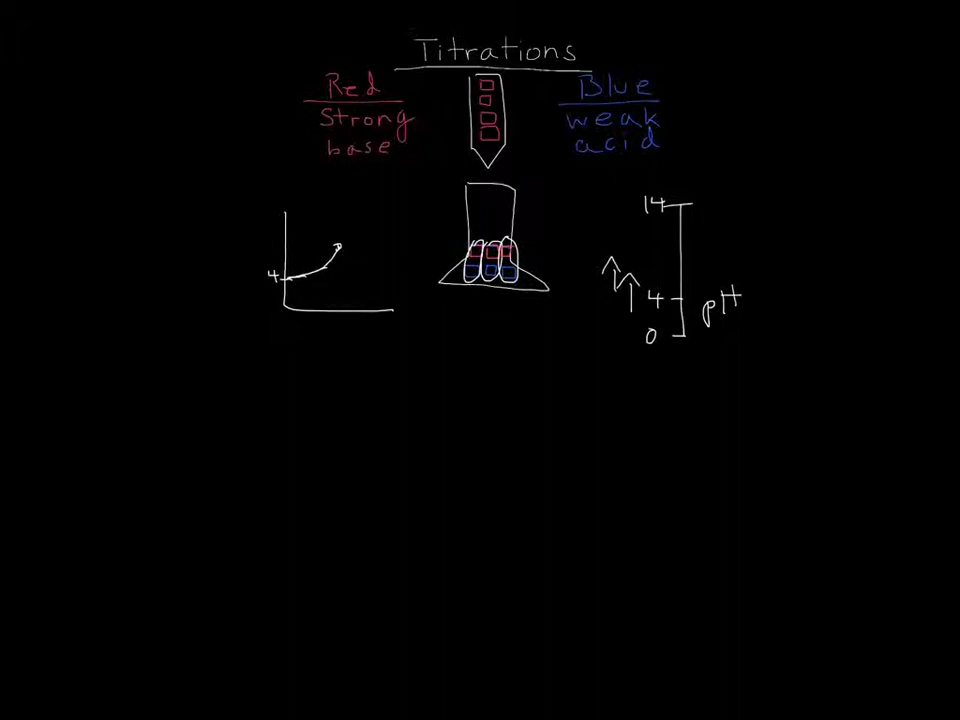 Titrations
Red
Strong
base
Blue
weak
acid
4
14
4
0
pH